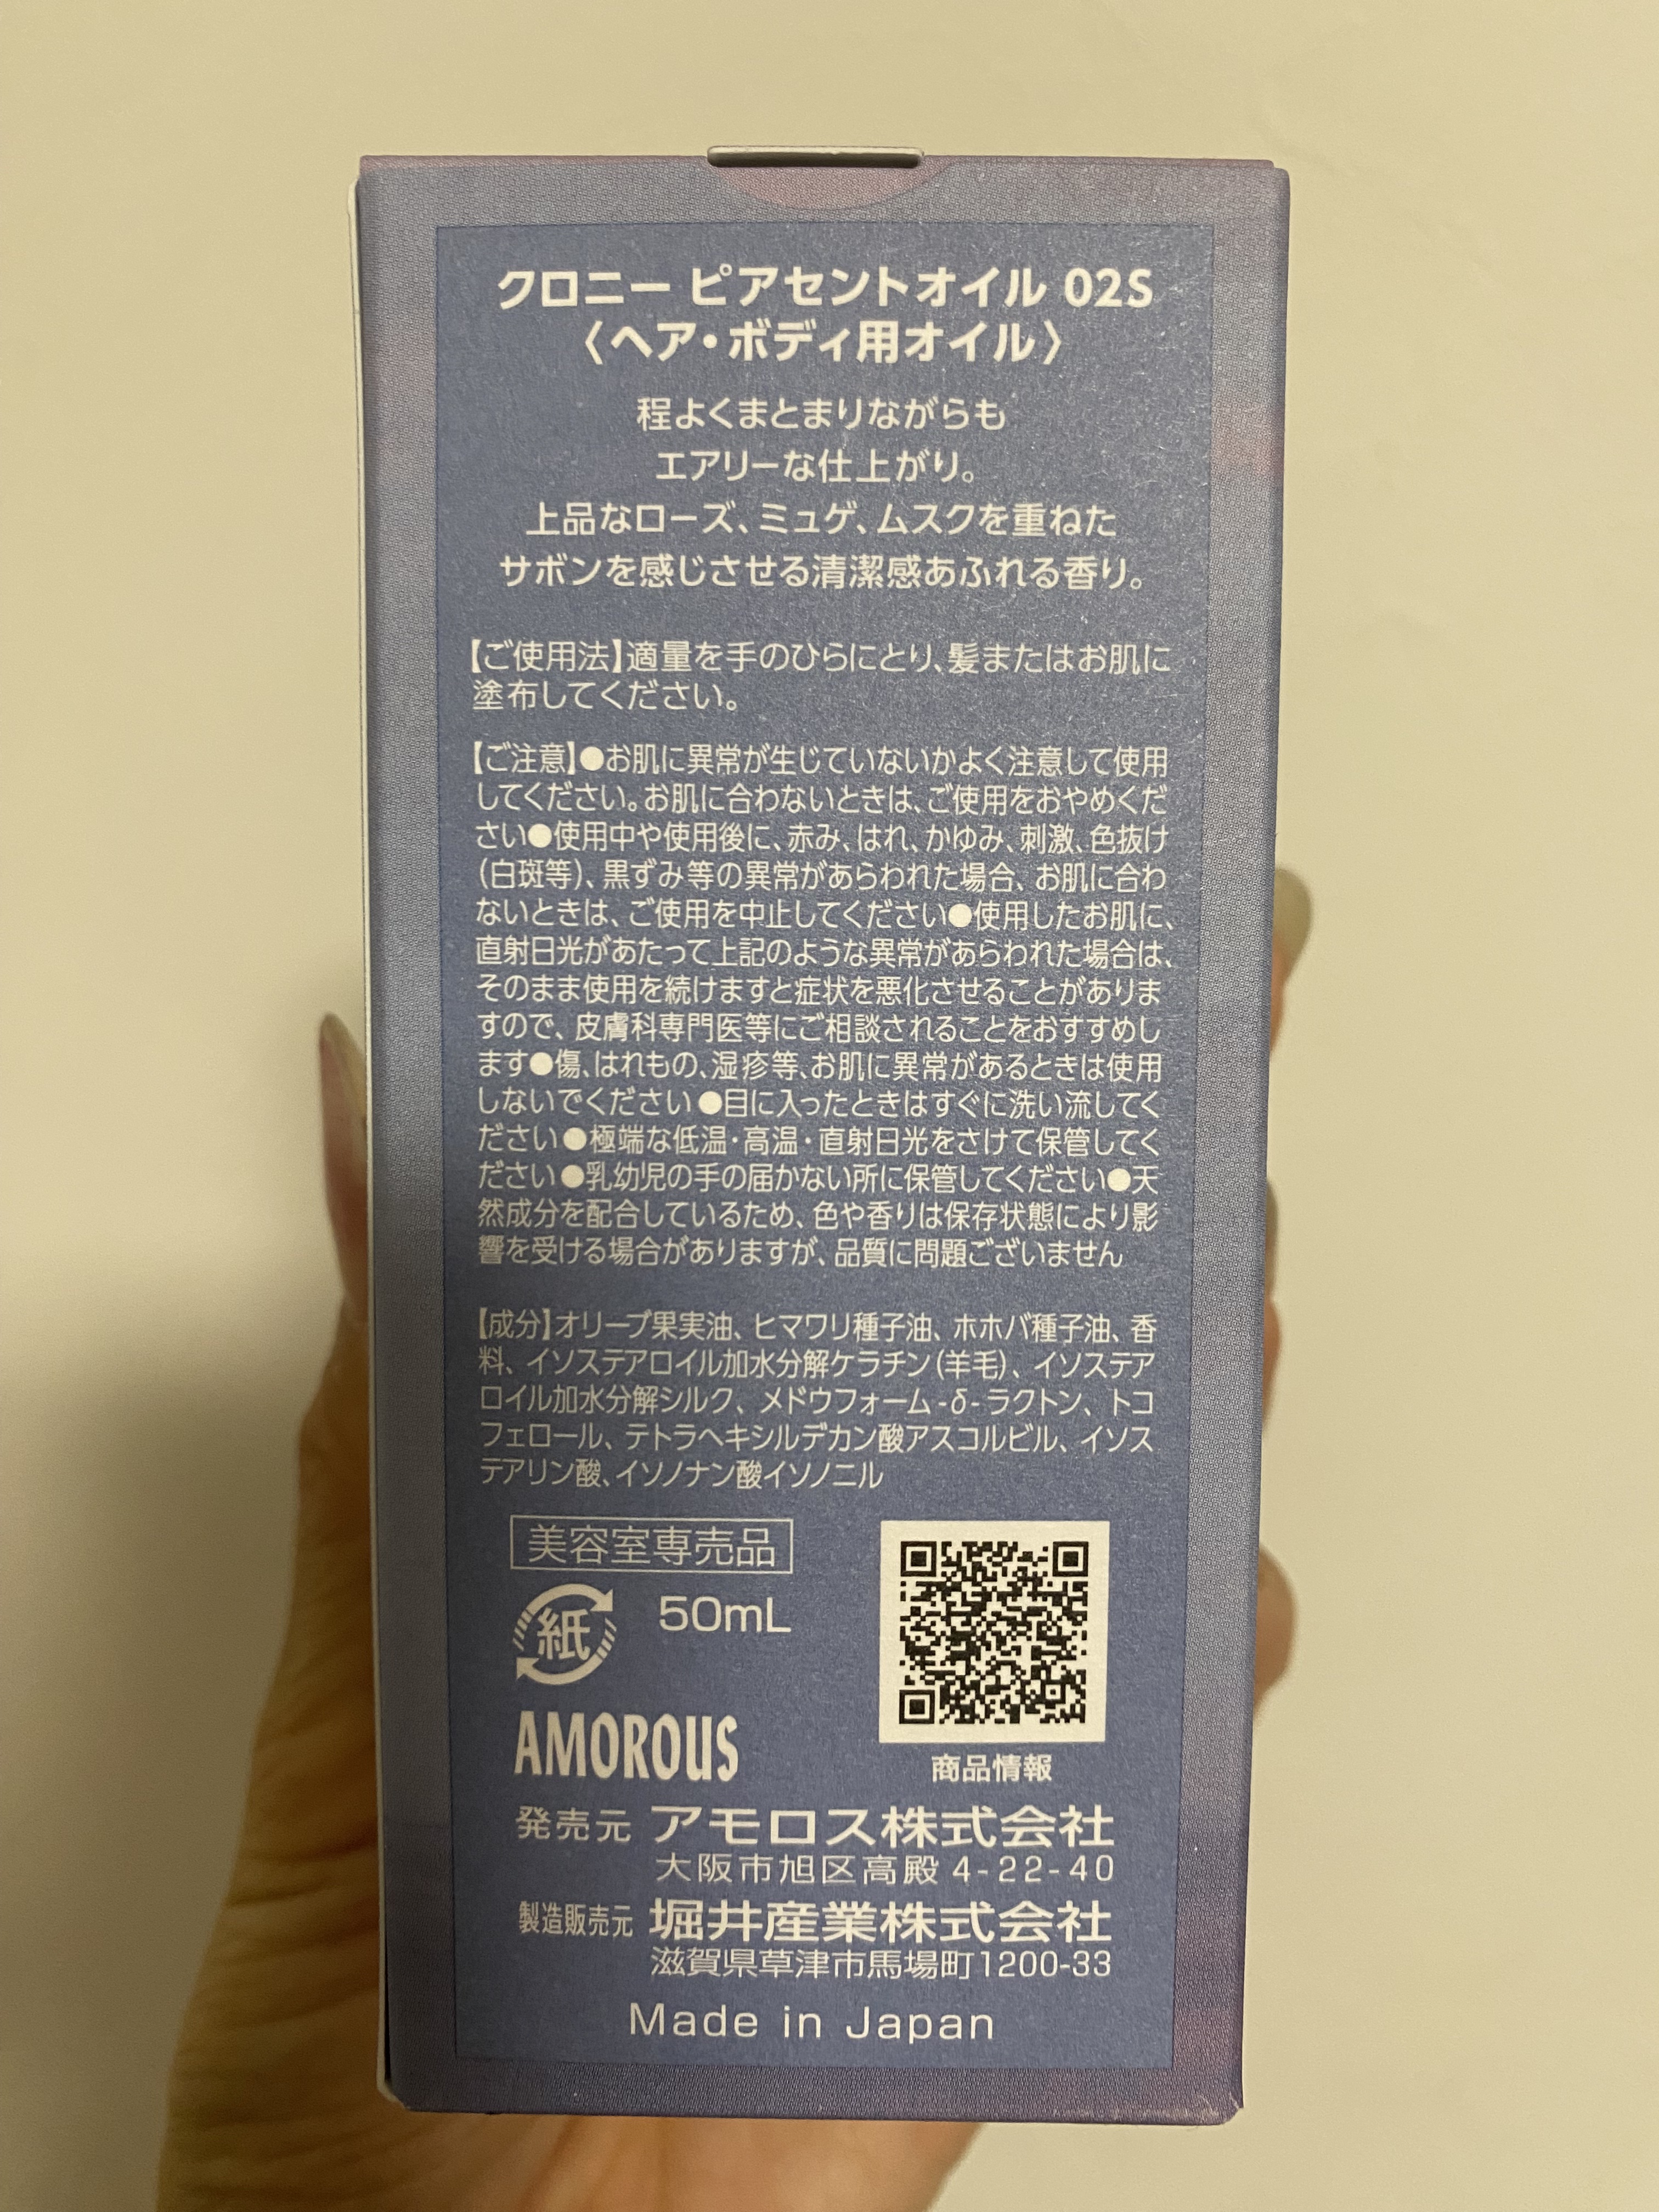 クロニー ピアセントオイル 02S
〈ヘア・ボディ用オイル〉
程よくまとまりながらも
エアリーな仕上がり。
上品なローズ、ミュゲ、ムスクを重ねた
サボンを感じさせる清潔感あふれる香り。
【ご使用法】適量を手のひらにとり、髪またはお肌に
塗布してください。
【ご注意】●お肌に異常が生じていないかよく注意して使用
してください。お肌に合わないときは、ご使用をおやめくだ
さい●使用中や使用後に、赤み、はれ、かゆみ、刺激、色抜け
(白斑等)、黒ずみ等の異常があらわれた場合、お肌に合わ
ないときは、ご使用を中止してください●使用したお肌に、
直射日光があたって上記のような異常があらわれた場合は、
そのまま使用を続けますと症状を悪化させることがありま
すので、皮膚科専門医等にご相談されることをおすすめし
ます●傷、はれもの、湿疹等、お肌に異常があるときは使用
しないでください●目に入ったときはすぐに洗い流してく
ださい●極端な低温・高温・直射日光をさけて保管してく
ださい●乳幼児の手の届かない所に保管してください●天
然成分を配合しているため、色や香りは保存状態により影
響を受ける場合がありますが、品質に問題ございません
【成分】オリーブ果実油、ヒマワリ種子油、ホホバ種子油、香
料、イソステアロイル加水分解ケラチン(羊毛)、イソステア
ロイル加水分解シルク、メドウフォーム-δ-ラクトン、トコ
フェロール、テトラヘキシルデカン酸アスコルビル、イソス
テアリン酸、イソノナン酸イソノニル
美容室専売品
紙 50mL
AMOROUS
商品情報
発売元 アモロス株式会社
大阪市旭区高殿4-22-40
製造販売元 堀井産業株式会社
滋賀県草津市馬場町1200-33
Made in Japan